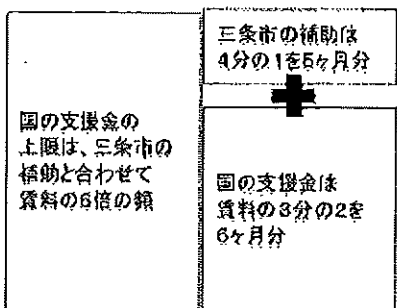 国の支援金の
上限は、三条市の
補助と合わせて
賃料の6倍の額
三条市の補助は
4分の1を5ヶ月分
国の支援金は
賃料の3分の2を
6ヶ月分